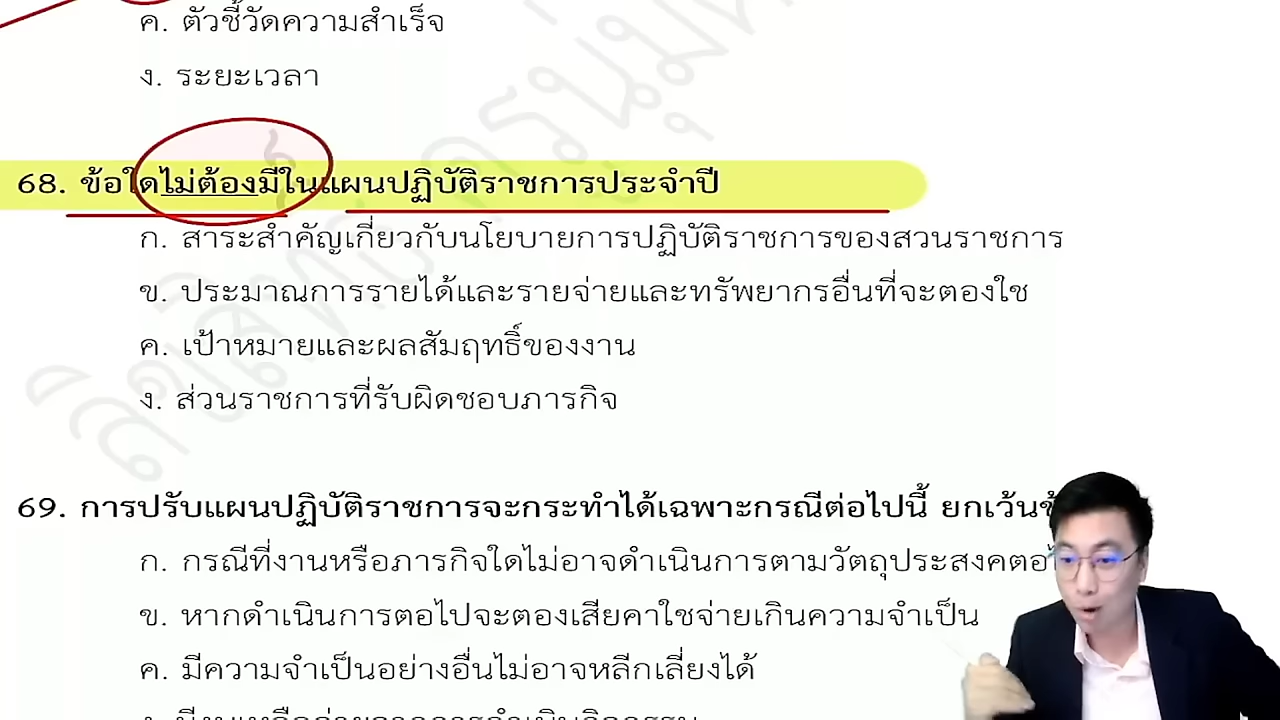 ค. ตัวชี้วัดความสำเร็จ
ง. ระยะเวลา
68. ข้อใดไม่ต้องมีในแผนปฏิบัติราชการประจำปี
ก. สาระสำคัญเกี่ยวกับนโยบายการปฏิบัติราชการของสวนราชการ
ข. ประมาณการรายได้และรายจ่ายและทรัพยากรอื่นที่จะตองใช
ค. เป้าหมายและผลสัมฤทธิ์ของงาน
ง. ส่วนราชการที่รับผิดชอบภารกิจ
69. การปรับแผนปฏิบัติราชการจะกระทำได้เฉพาะกรณีต่อไปนี้ ยกเว้น
ก. กรณีที่งานหรือภารกิจใดไม่อาจดำเนินการตามวัตถุประสงค
ข. หากดำเนินการตอไปจะตองเสียคาใชจ่ายเกินความจำเป็น
ค. มีความจำเป็นอย่างอื่นไม่อาจหลีกเลี่ยงได้